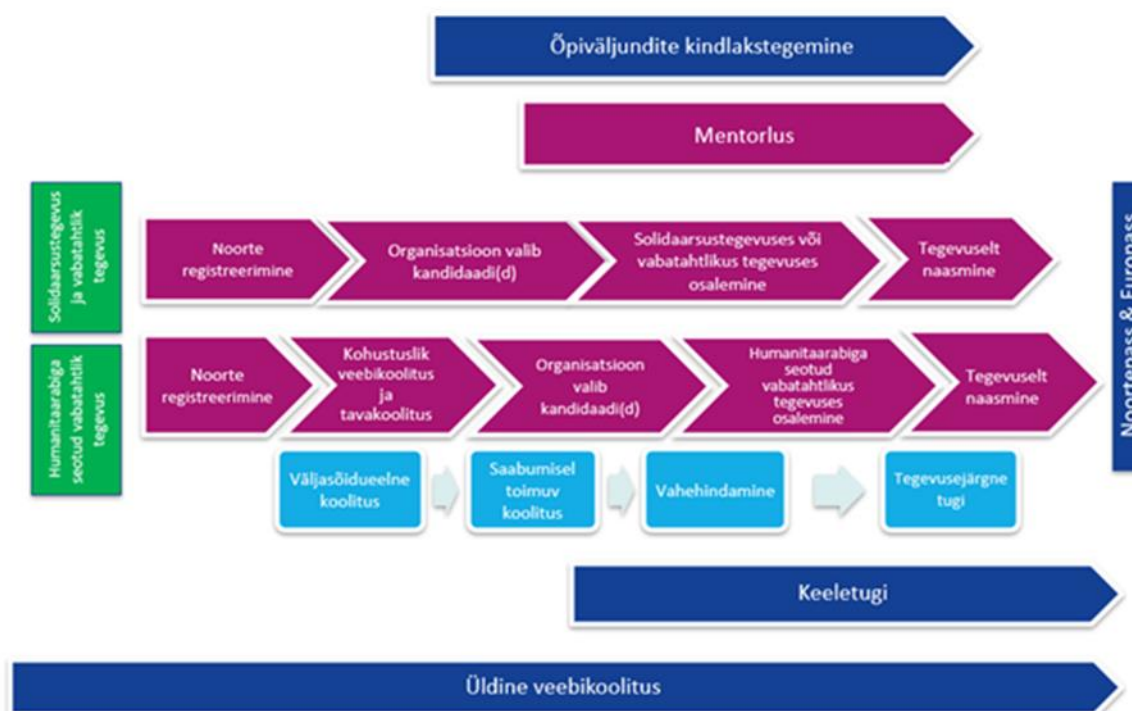 Õpiväljundite kindlakstegemine
Mentorlus
Solidaarsustegevus
ja vabatahtlik
tegevus
Noorte
registreerimine
Organisatsioon valib
kandidaadi(d)
Solidaarsustegevuses või
vabatahtlikus tegevuses
osalemine
Tegevuselt
naasmine
Noortepass & Europass
Humanitaarabiga
seotud vabatahtlik
tegevus
Noorte
registreerimine
Kohustuslik
veebikoolitus
ja
tavakoolitus
Organisatsioon
valib
kandidaadi(d)
Humanitaarabiga
seotud
vabatahtlikus
tegevuses
osalemine
Tegevuselt
naasmine
Väljasõidueelne
koolitus
Saabumisel
toimuv
koolitus
Vahehindamine
Tegevusejärgne
tugi
Keeletugi
Üldine veebikoolitus